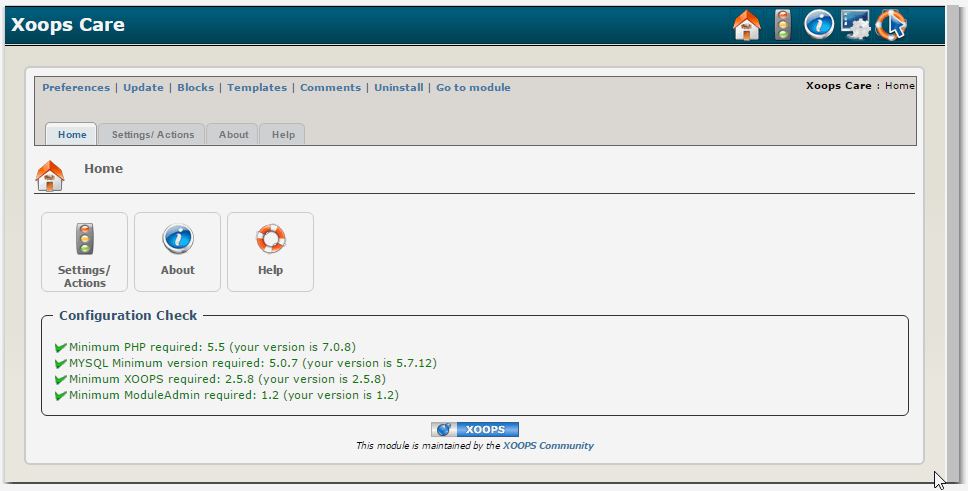 Xoops Care
Preferences | Update | Blocks | Templates | Comments | Uninstall | Go to module
Xoops Care : Home
Home
Settings/ Actions
About
Help
Home
Settings/
Actions
About
Help
Configuration Check
Minimum PHP required: 5.5 (your version is 7.0.8)
MYSQL Minimum version required: 5.0.7 (your version is 5.7.12)
Minimum XOOPS required: 2.5.8 (your version is 2.5.8)
Minimum ModuleAdmin required: 1.2 (your version is 1.2)
XOOPS
This module is maintained by the XOOPS Community